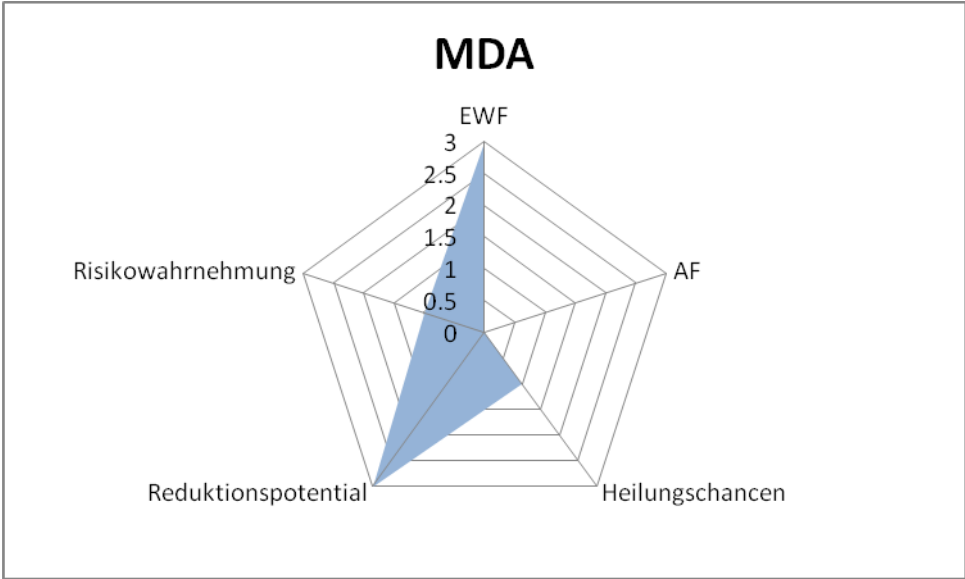 MDA
EWF
3
2.5
2
1.5
1
0.5
0
AF
Risikowahrnehmung
Reduktionspotential
Heilungschancen